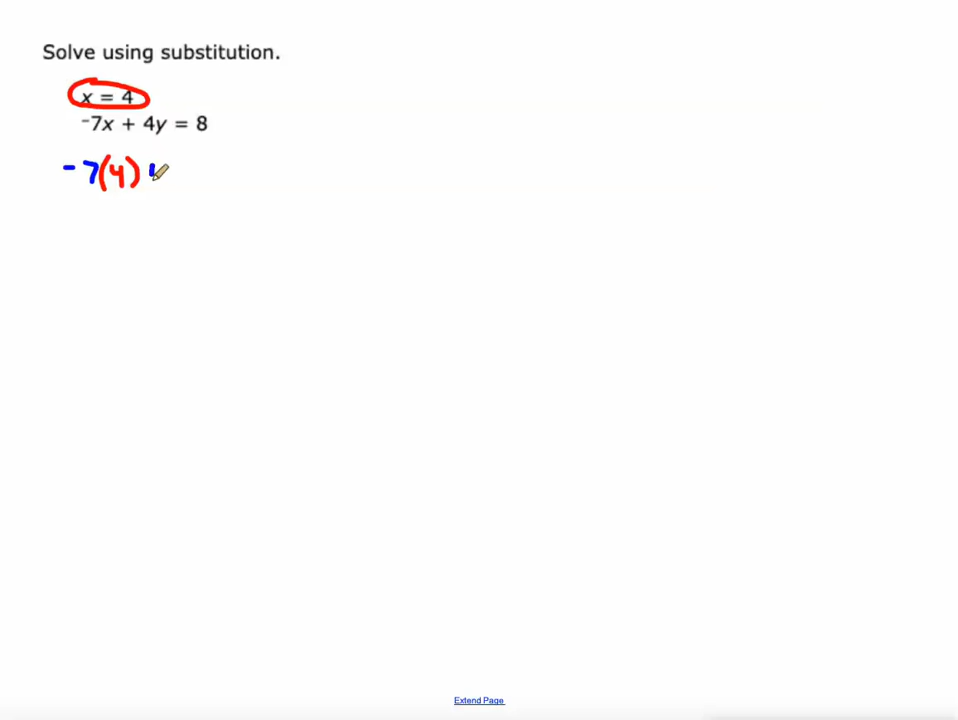 Solve using substitution.
x = 4
-7x + 4y = 8
- 7(4)
Extend Page